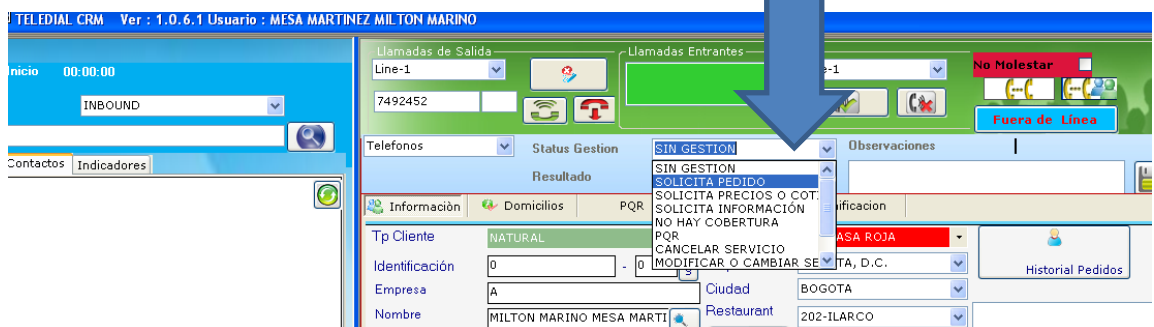 TELEDIAL CRM Ver : 1.0.6.1 Usuario : MESA MARTINEZ MILTON MARINO
Inicio 00:00:00
INBOUND
Contactos Indicadores
Llamadas de Salida
Line-1
7492452
Llamadas Entrantes
No Molestar
Fuera de Línea
Telefonos
Status Gestion
SIN GESTION
Observaciones
Resultado
SIN GESTION
SOLICITA PEDIDO
SOLICITA PRECIOS O COT
SOLICITA INFORMACIÓN
NO HAY COBERTURA
PQR
CANCELAR SERVICIO
MODIFICAR O CAMBIAR SE
Informaciòn Domicilios PQR
Tp Cliente NATURAL
ROJA
Identificación 0 - 0
D.C.
Empresa A
Ciudad BOGOTA
Nombre MILTON MARINO MESA MARTI
Restaurant 202-ILARCO
Historial Pedidos